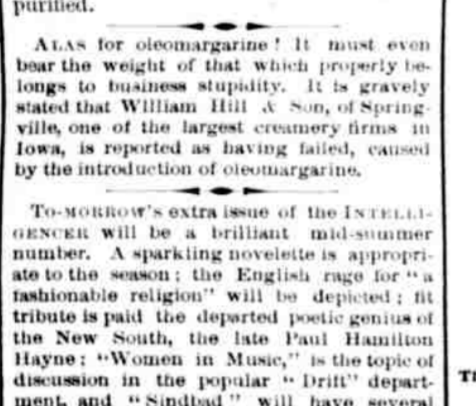 purified.
ALAS for oleomargarine! It must even
bear the weight of that which properly be-
longs to business stupidity. It is gravely
stated that William Hill & Son, of Spring-
ville, one of the largest creamery firms in
Iowa, is reported as having failed, caused
by the introduction of oleomargarine.
TO-MORROW'S extra issue of the INTELLI-
GENCER will be a brilliant mid-summer
number. A sparkling novelette is appropri-
ate to the season; the English rage for "a
fashionable religion" will be depicted; fit
tribute is paid the departed poetic genius of
the New South, the late Paul Hamilton
Hayne; "Women in Music," is the topic of
discussion in the popular "Drift" depart-
ment, and "Sindbad" will have several